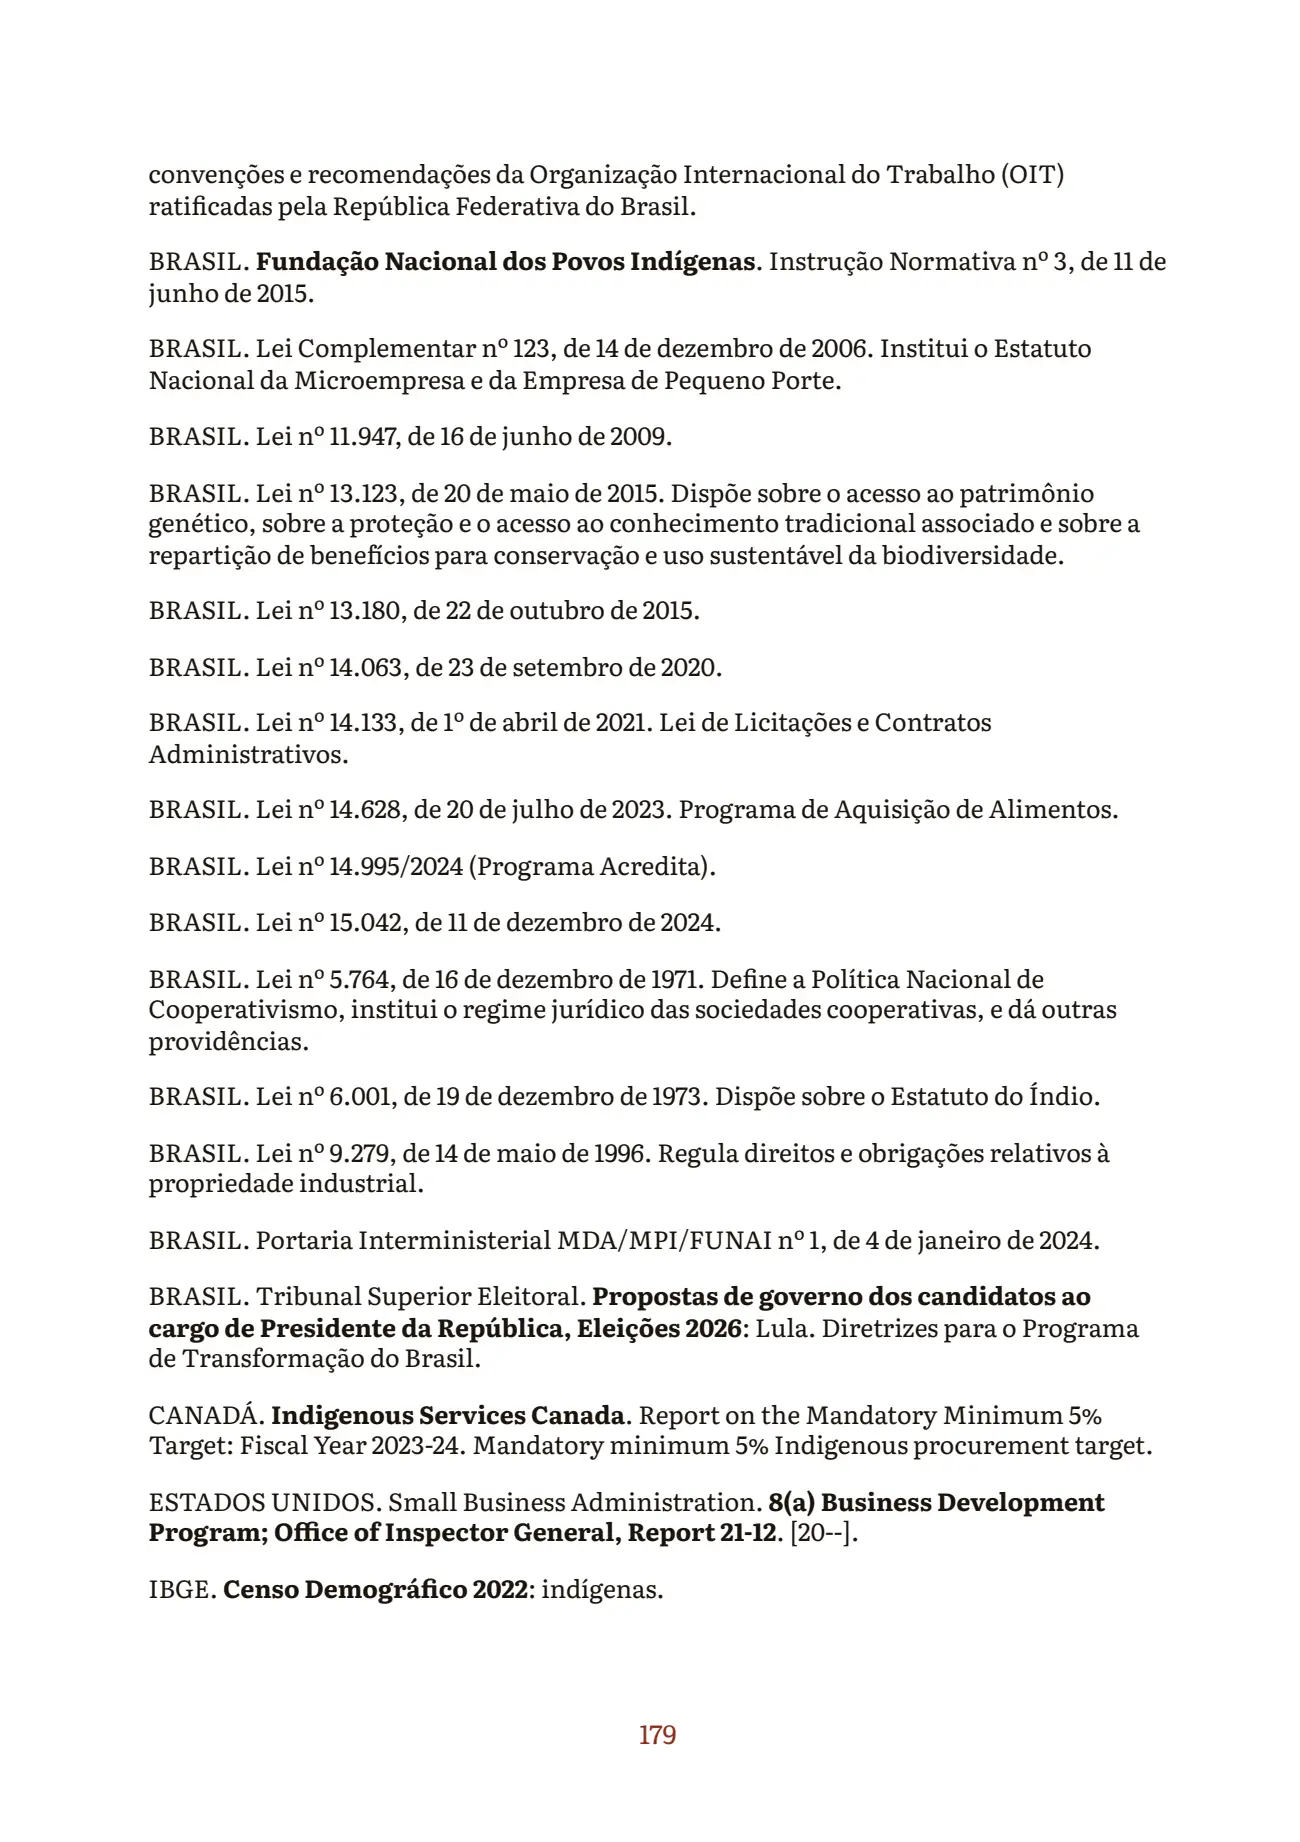 convenções e recomendações da Organização Internacional do Trabalho (OIT)
ratificadas pela República Federativa do Brasil.
BRASIL. Fundação Nacional dos Povos Indígenas. Instrução Normativa nº 3, de 11 de
junho de 2015.
BRASIL. Lei Complementar nº 123, de 14 de dezembro de 2006. Institui o Estatuto
Nacional da Microempresa e da Empresa de Pequeno Porte.
BRASIL. Lei nº 11.947, de 16 de junho de 2009.
BRASIL. Lei nº 13.123, de 20 de maio de 2015. Dispõe sobre o acesso ao patrimônio
genético, sobre a proteção e o acesso ao conhecimento tradicional associado e sobre a
repartição de benefícios para conservação e uso sustentável da biodiversidade.
BRASIL. Lei nº 13.180, de 22 de outubro de 2015.
BRASIL. Lei nº 14.063, de 23 de setembro de 2020.
BRASIL. Lei nº 14.133, de 1º de abril de 2021. Lei de Licitações e Contratos
Administrativos.
BRASIL. Lei nº 14.628, de 20 de julho de 2023. Programa de Aquisição de Alimentos.
BRASIL. Lei nº 14.995/2024 (Programa Acredita).
BRASIL. Lei nº 15.042, de 11 de dezembro de 2024.
BRASIL. Lei nº 5.764, de 16 de dezembro de 1971. Define a Política Nacional de
Cooperativismo, institui o regime jurídico das sociedades cooperativas, e dá outras
providências.
BRASIL. Lei nº 6.001, de 19 de dezembro de 1973. Dispõe sobre o Estatuto do Índio.
BRASIL. Lei nº 9.279, de 14 de maio de 1996. Regula direitos e obrigações relativos à
propriedade industrial.
BRASIL. Portaria Interministerial MDA/MPI/FUNAI nº 1, de 4 de janeiro de 2024.
BRASIL. Tribunal Superior Eleitoral. Propostas de governo dos candidatos ao
cargo de Presidente da República, Eleições 2026: Lula. Diretrizes para o Programa
de Transformação do Brasil.
CANADÁ. Indigenous Services Canada. Report on the Mandatory Minimum 5%
Target: Fiscal Year 2023-24. Mandatory minimum 5% Indigenous procurement target.
ESTADOS UNIDOS. Small Business Administration. 8(a) Business Development
Program; Office of Inspector General, Report 21-12. [20--].
IBGE. Censo Demográfico 2022: indígenas.
179